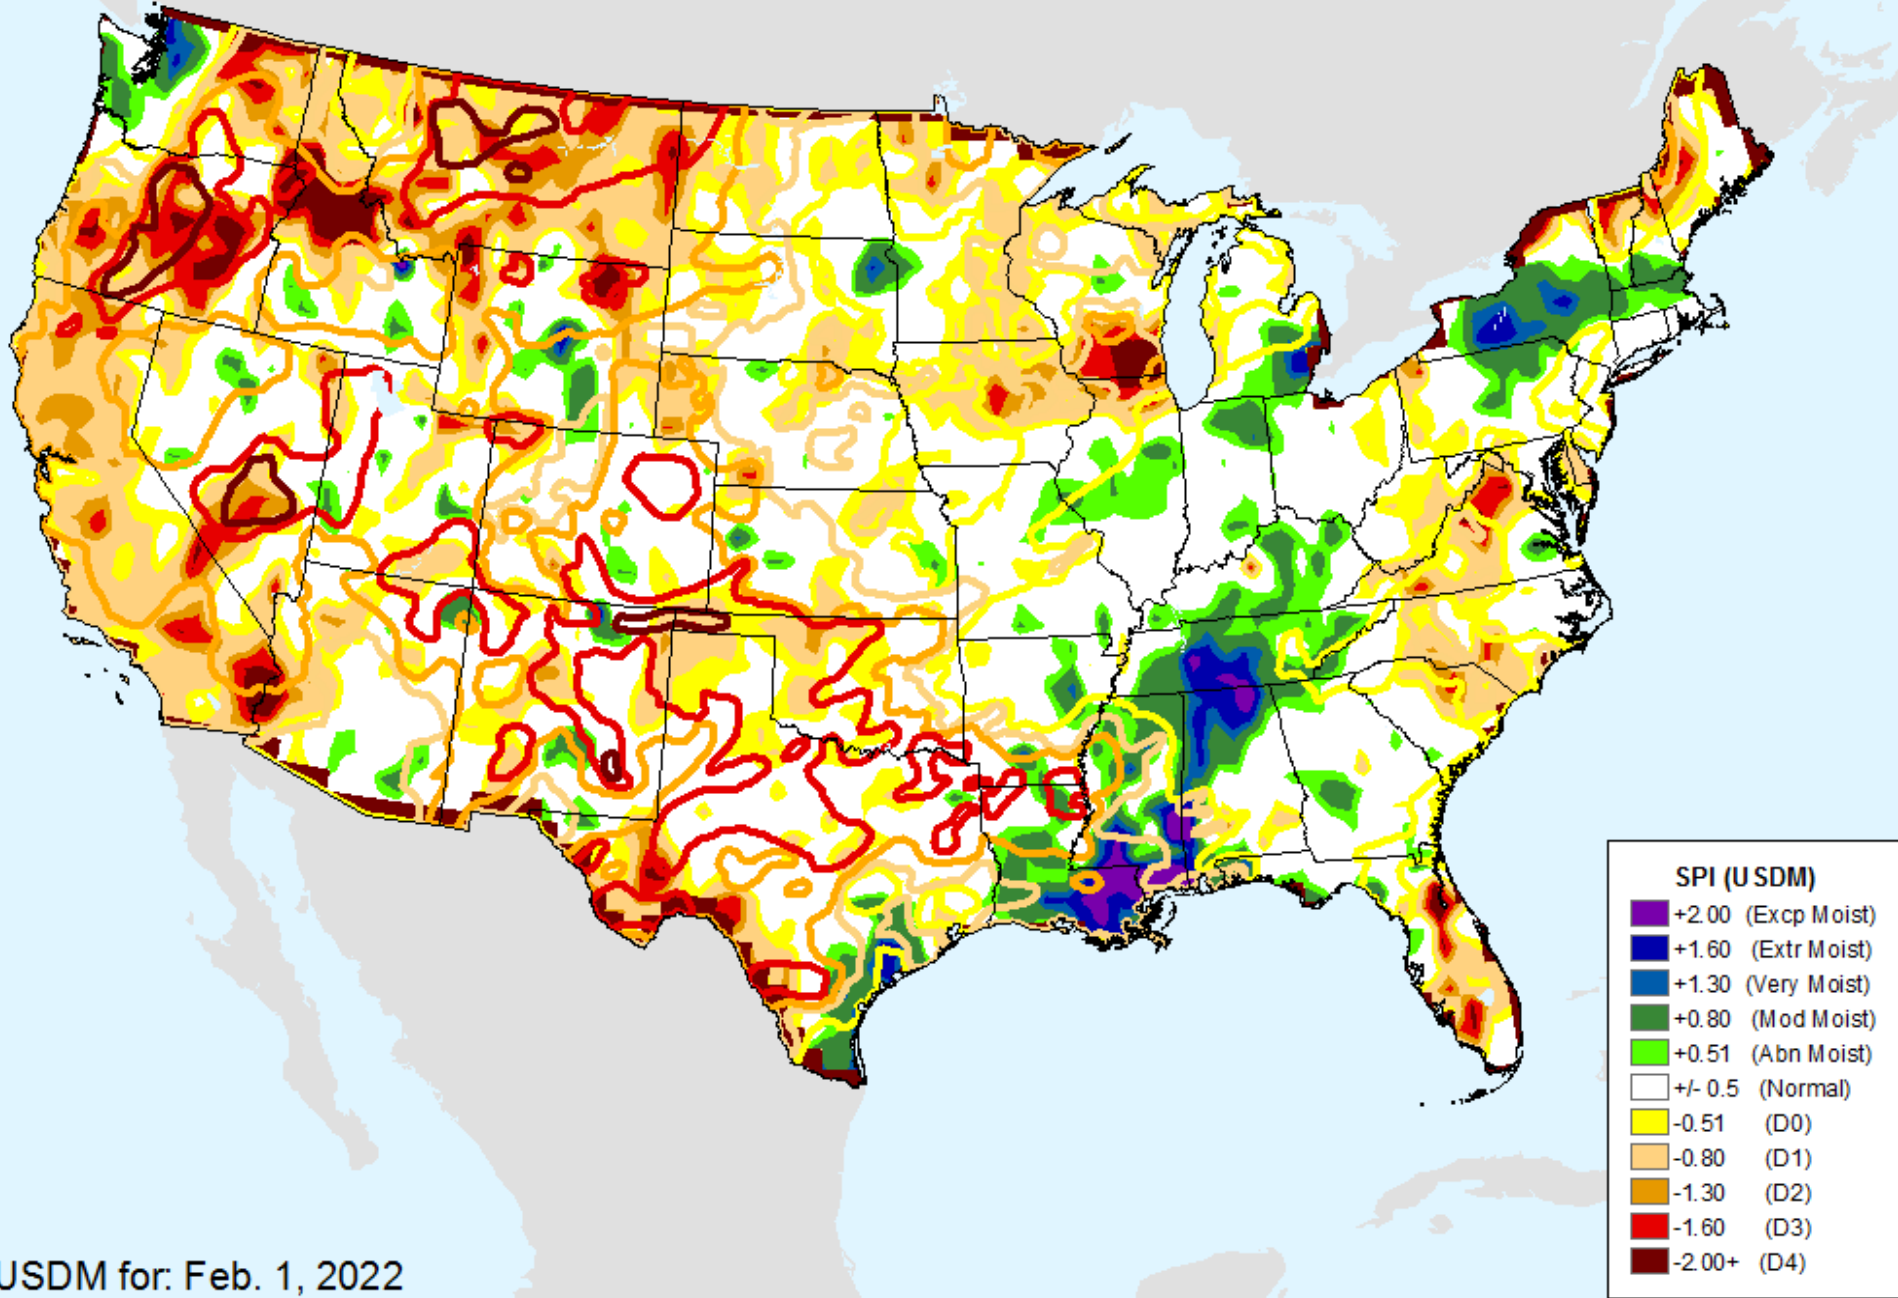 SPI (USDM)
+2.00 (Excp Moist)
+1.60 (Extr Moist)
+1.30 (Very Moist)
+0.80 (Mod Moist)
+0.51 (Abn Moist)
+/- 0.5 (Normal)
-0.51 (D0)
-0.80 (D1)
-1.30 (D2)
-1.60 (D3)
-2.00+ (D4)
USDM for: Feb. 1, 2022